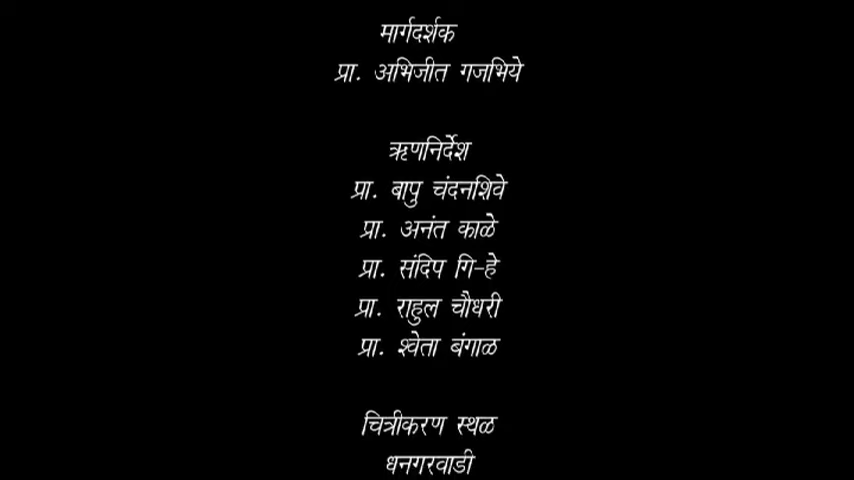 मार्गदर्शक
प्रा. अभिजीत गजभिये
ऋणनिर्देश
प्रा. बापु चंदनशिवे
प्रा. अनंत काळे
प्रा. संदिप गि-हे
प्रा. राहुल चौधरी
प्रा. श्वेता बंगाळ
चित्रीकरण स्थळ
धनगरवाडी